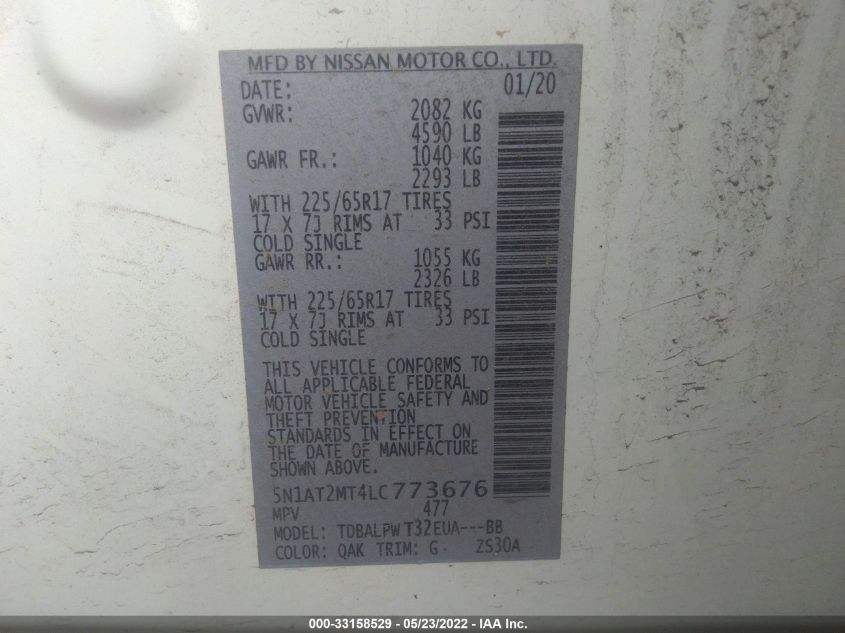 MFD BY NISSAN MOTOR CO., LTD.
DATE: 01/20
GVWR: 2082 KG
4590 LB
GAWR FR.: 1040 KG
2293 LB
WITH 225/65R17 TIRES
17 X 7J RIMS AT 33 PSI
COLD SINGLE
GAWR RR.: 1055 KG
2326 LB
WITH 225/65R17 TIRES
17 X 7J RIMS AT 33 PSI
COLD SINGLE
THIS VEHICLE CONFORMS TO
ALL APPLICABLE FEDERAL
MOTOR VEHICLE SAFETY AND
THEFT PREVENTION
STANDARDS IN EFFECT ON
THE DATE OF MANUFACTURE
SHOWN ABOVE.
5N1AT2MT4LC773676
MPV 477
MODEL: TDBALPW T32EUA---BB
COLOR: QAK TRIM: G ZS30A
000-33158529 - 05/23/2022 - IAA Inc.